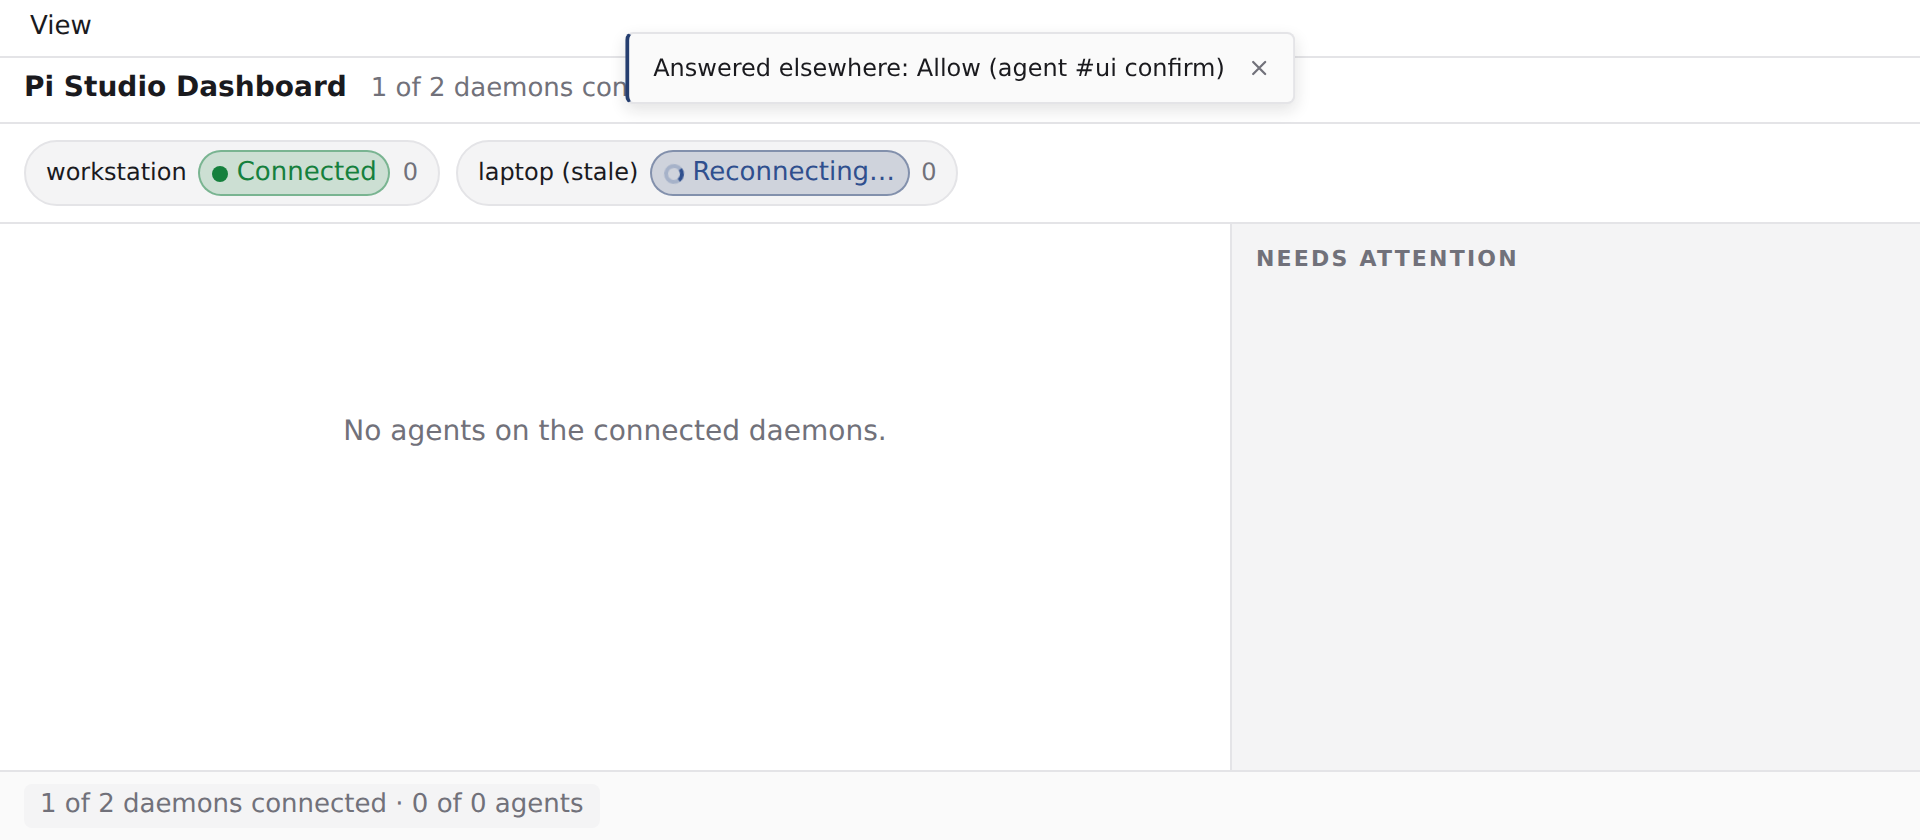 View
Answered elsewhere: Allow (agent #ui confirm) ×
Pi Studio Dashboard 1 of 2 daemons con
workstation Connected 0 laptop (stale) Reconnecting… 0
NEEDS ATTENTION
No agents on the connected daemons.
1 of 2 daemons connected · 0 of 0 agents